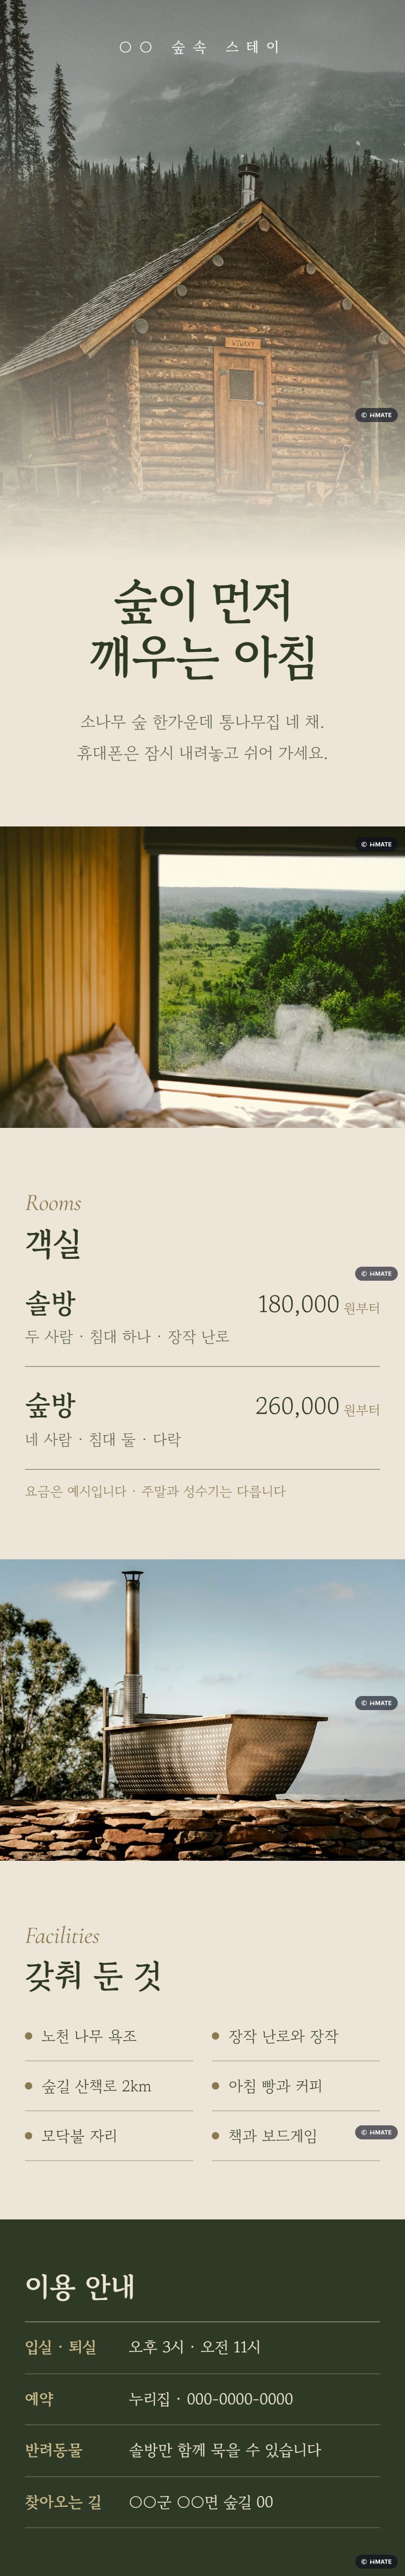 ○○ 숲속 스테이
WIWAXY
© HMATE
숲이 먼저
깨우는 아침
소나무 숲 한가운데 통나무집 네 채.
휴대폰은 잠시 내려놓고 쉬어 가세요.
© HMATE
Rooms
객실
© HMATE
솔방 180,000 원부터
두 사람 · 침대 하나 · 장작 난로
숲방 260,000 원부터
네 사람 · 침대 둘 · 다락
요금은 예시입니다 · 주말과 성수기는 다릅니다
© HMATE
Facilities
갖춰 둔 것
노천 나무 욕조
장작 난로와 장작
숲길 산책로 2km
아침 빵과 커피
모닥불 자리
책과 보드게임
© HMATE
이용 안내
입실 · 퇴실 오후 3시 · 오전 11시
예약 누리집 · 000-0000-0000
반려동물 솔방만 함께 묵을 수 있습니다
찾아오는 길 ○○군 ○○면 숲길 00
© HMATE